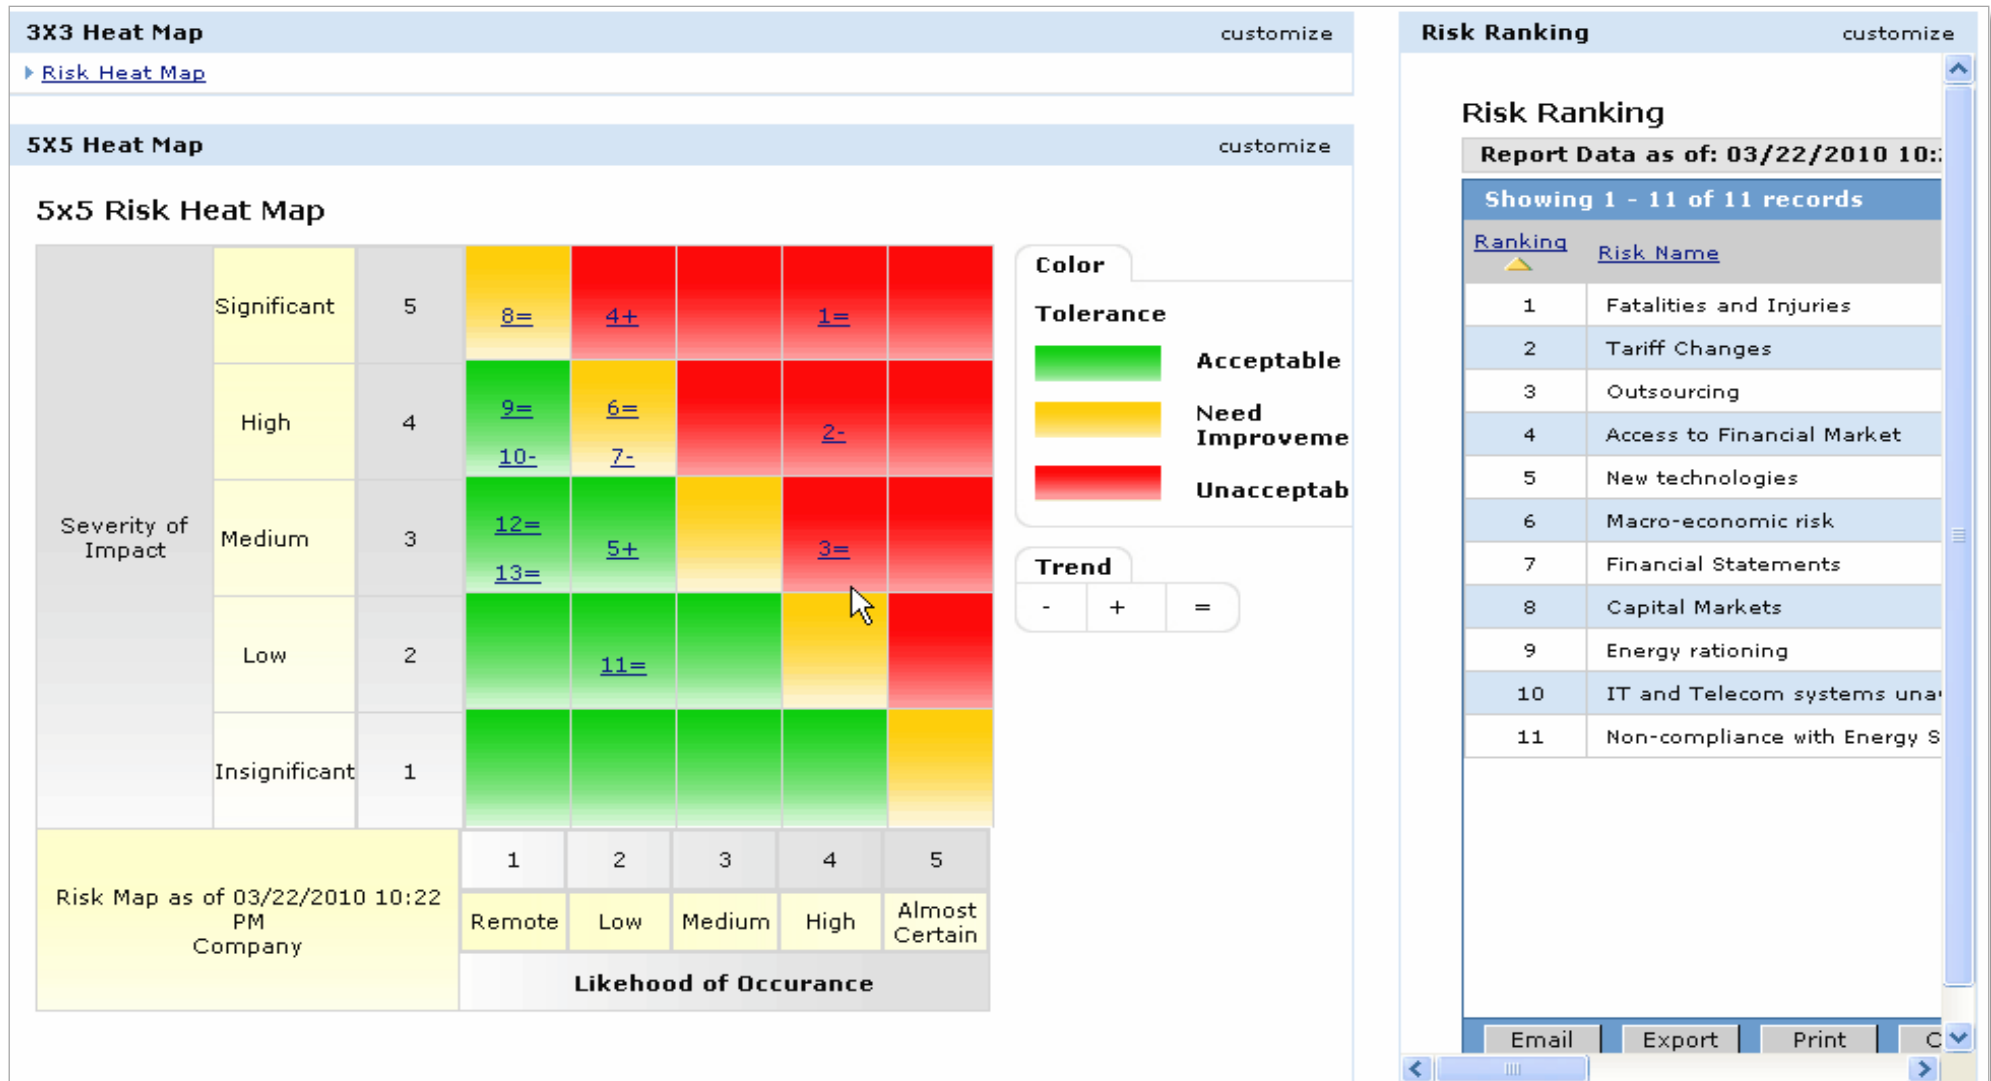 3X3 Heat Map customize
Risk Heat Map
5X5 Heat Map customize
5x5 Risk Heat Map
Severity of
Impact
Significant 5 8= 4+ 1=
High 4 9= 6= 2-
10- 7-
Medium 3 12= 5+ 3=
13=
Low 2 11=
Insignificant 1
1 2 3 4 5
Remote Low Medium High Almost
Certain
Likehood of Occurance
Risk Map as of 03/22/2010 10:22
PM
Company
Color
Tolerance
Acceptable
Need
Improveme
Unacceptab
Trend
- + =
Risk Ranking customize
Risk Ranking
Report Data as of: 03/22/2010 10:
Showing 1 - 11 of 11 records
Ranking Risk Name
1 Fatalities and Injuries
2 Tariff Changes
3 Outsourcing
4 Access to Financial Market
5 New technologies
6 Macro-economic risk
7 Financial Statements
8 Capital Markets
9 Energy rationing
10 IT and Telecom systems una
11 Non-compliance with Energy S
Email Export Print C